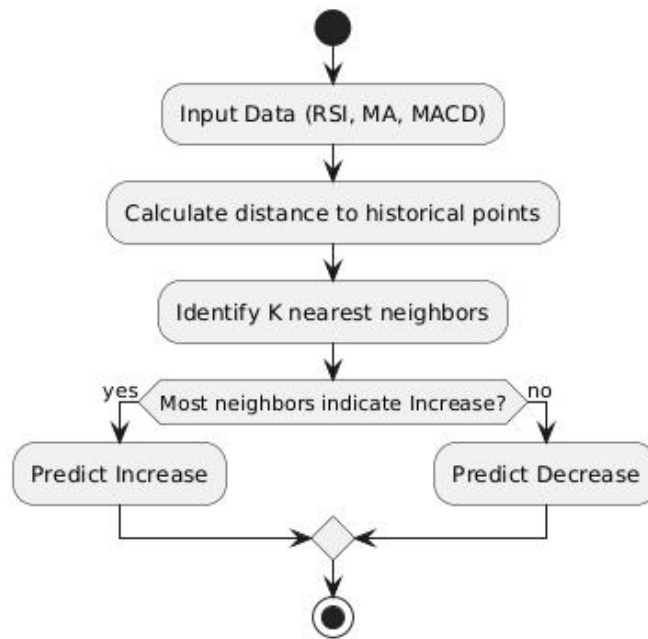 Input Data (RSI, MA, MACD)
Calculate distance to historical points
Identify K nearest neighbors
yes
Most neighbors indicate Increase?
no
Predict Increase
Predict Decrease